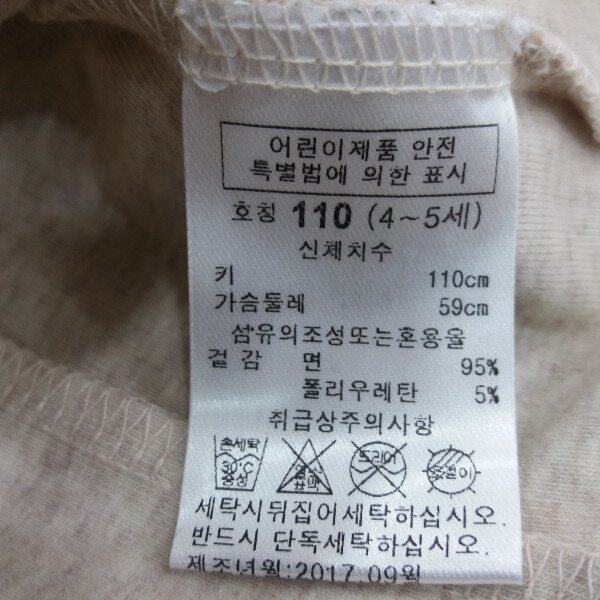 어린이제품 안전
특별법에 의한 표시
호칭 110 (4~5세)
신체치수
키 110cm
가슴둘레 59cm
섬유의조성또는혼용율
겉 감 면 95%
폴리우레탄 5%
취급상주의사항
손세탁 드라이 옷걸이
30℃
중성
세탁시뒤집어세탁하십시오.
반드시 단독세탁하십시오.
제조년월:2017.09월